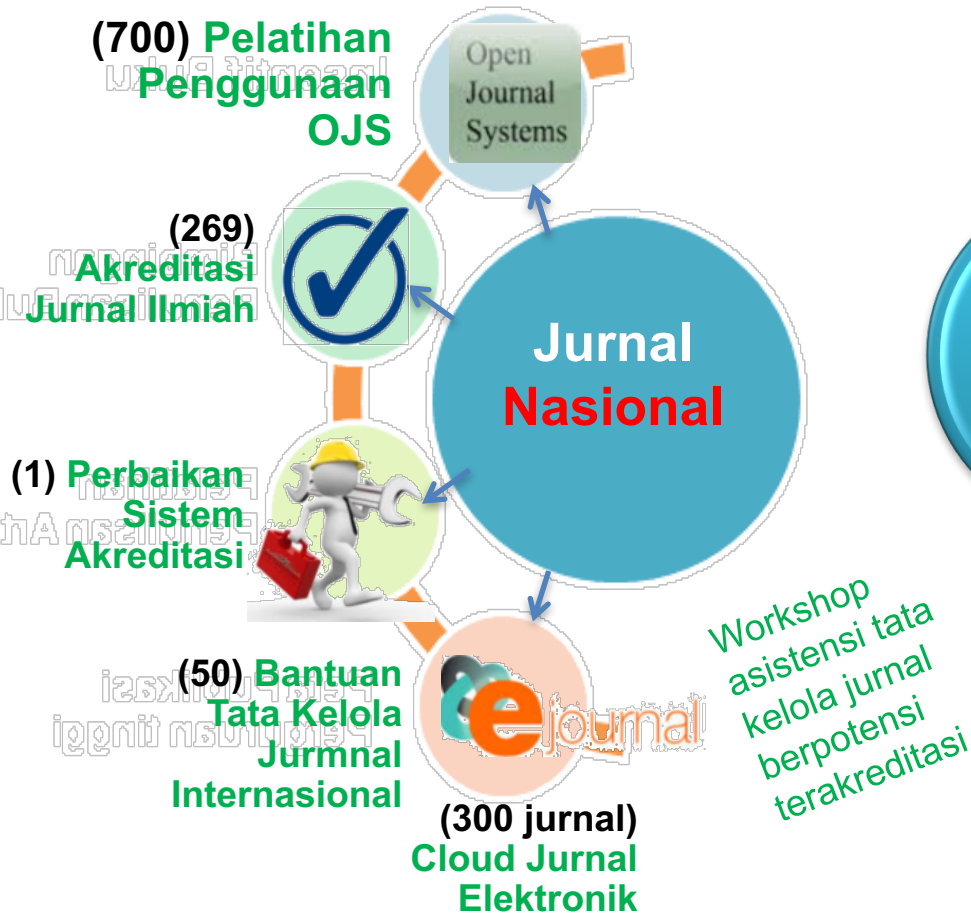 (700) Pelatihan
Penggunaan
OJS
Open
Journal
Systems
(269)
Akreditasi
Jurnal Ilmiah
Jurnal
Nasional
(1) Perbaikan
Sistem
Akreditasi
(50) Bantuan
Tata Kelola
Jurmnal
Internasional
ejournal
(300 jurnal)
Cloud Jurnal
Elektronik
Workshop
asistensi tata
kelola jurnal
berpotensi
terakreditasi